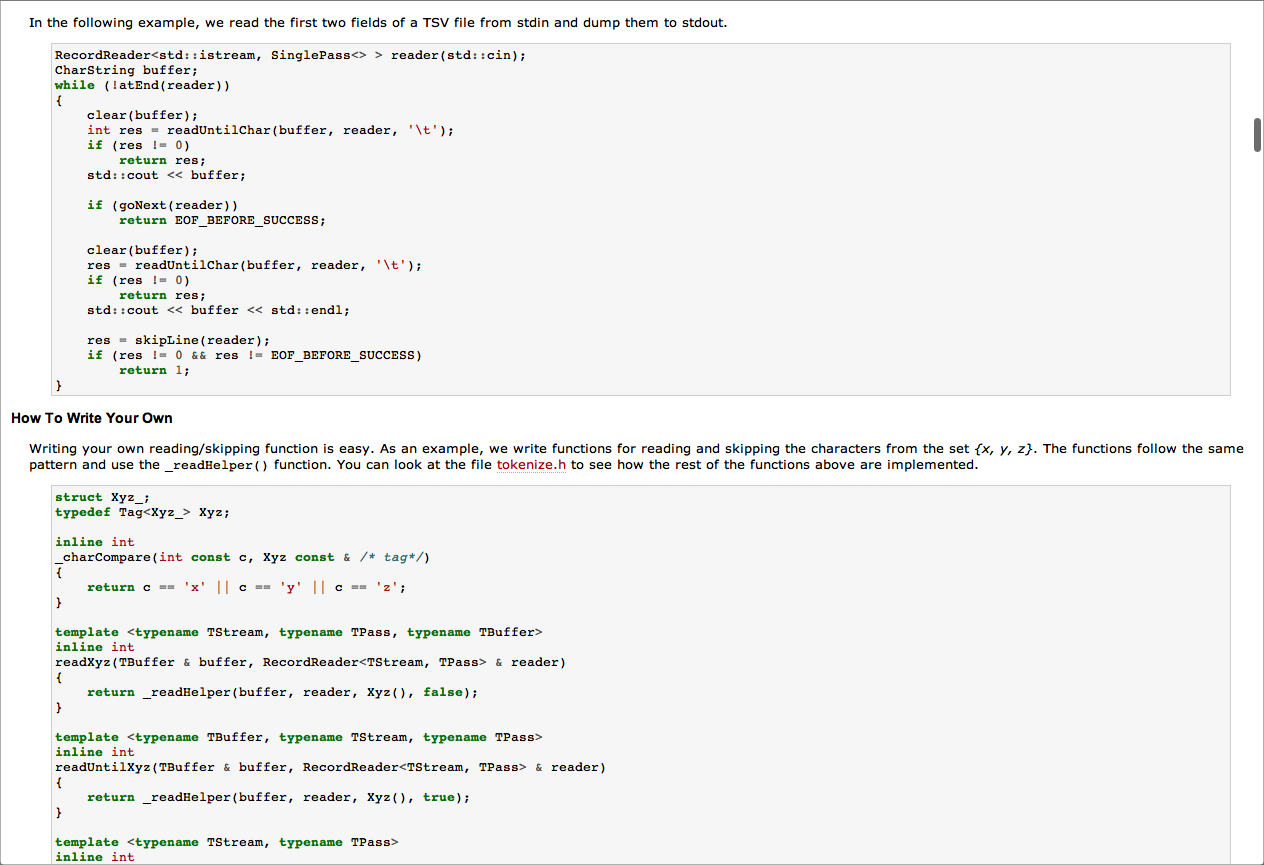 In the following example, we read the first two fields of a TSV file from stdin and dump them to stdout.
RecordReader<std::istream, SinglePass<> > reader(std::cin);
CharString buffer;
while (!atEnd(reader))
{
    clear(buffer);
    int res = readUntilChar(buffer, reader, '\t');
    if (res != 0)
        return res;
    std::cout << buffer;

    if (goNext(reader))
        return EOF_BEFORE_SUCCESS;

    clear(buffer);
    res = readUntilChar(buffer, reader, '\t');
    if (res != 0)
        return res;
    std::cout << buffer << std::endl;

    res = skipLine(reader);
    if (res != 0 && res != EOF_BEFORE_SUCCESS)
        return 1;
}
How To Write Your Own
Writing your own reading/skipping function is easy. As an example, we write functions for reading and skipping the characters from the set {x, y, z}. The functions follow the same
pattern and use the _readHelper() function. You can look at the file tokenize.h to see how the rest of the functions above are implemented.
struct Xyz_;
typedef Tag<Xyz_> Xyz;

inline int
_charCompare(int const c, Xyz const & /* tag*/)
{
    return c == 'x' || c == 'y' || c == 'z';
}

template <typename TStream, typename TPass, typename TBuffer>
inline int
readXyz(TBuffer & buffer, RecordReader<TStream, TPass> & reader)
{
    return _readHelper(buffer, reader, Xyz(), false);
}

template <typename TBuffer, typename TStream, typename TPass>
inline int
readUntilXyz(TBuffer & buffer, RecordReader<TStream, TPass> & reader)
{
    return _readHelper(buffer, reader, Xyz(), true);
}

template <typename TStream, typename TPass>
inline int